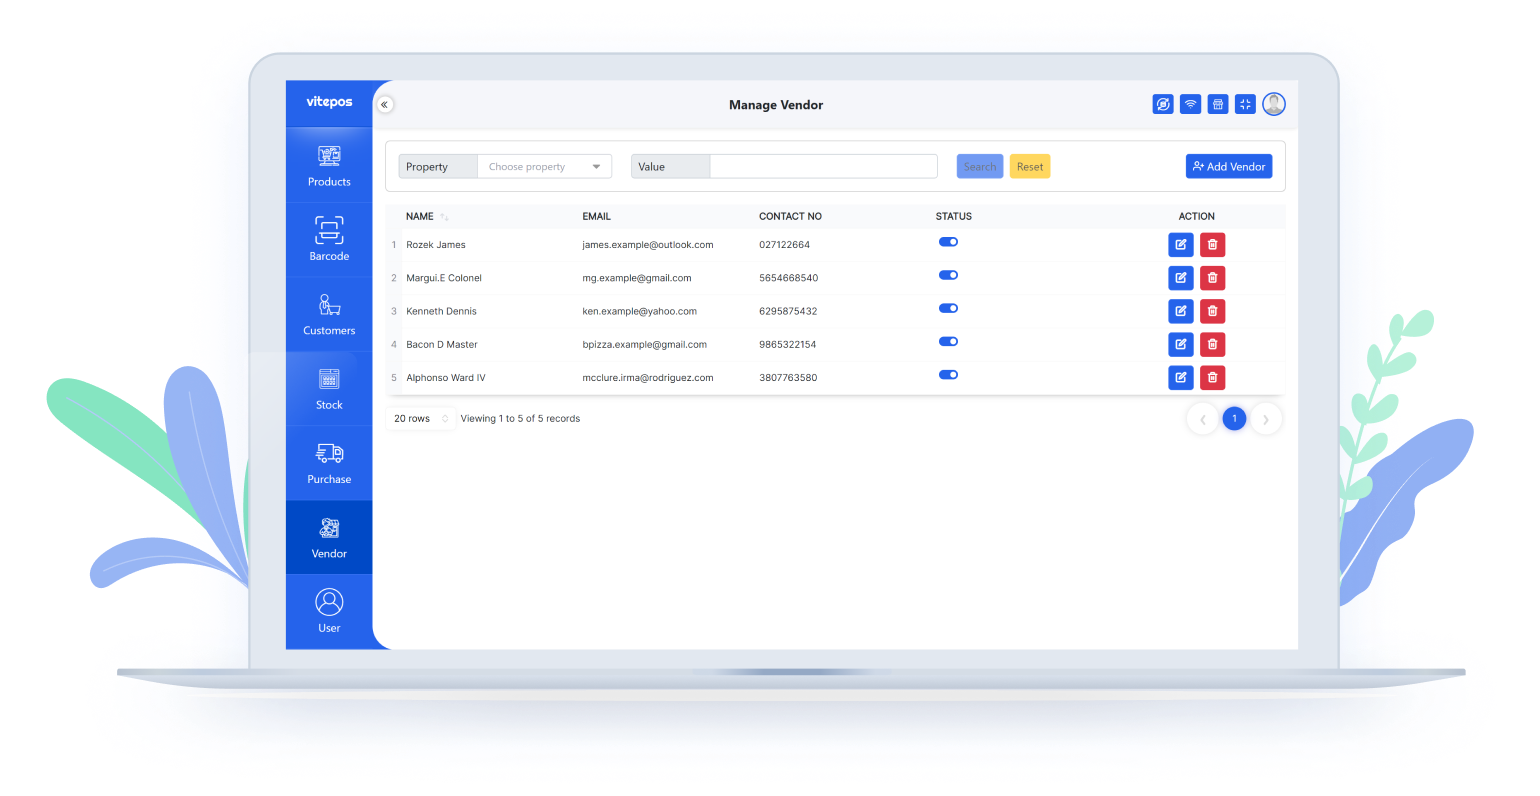 vitepos
Manage Vendor
Products
Barcode
Customers
Stock
Purchase
Vendor
User
Property Choose property Value Search Reset Add Vendor
NAME EMAIL CONTACT NO STATUS ACTION
1 Rozek James james.example@outlook.com 027122664
2 Margui.E Colonel mg.example@gmail.com 5654668540
3 Kenneth Dennis ken.example@yahoo.com 6295875432
4 Bacon D Master bpizza.example@gmail.com 9865322154
5 Alphonso Ward IV mcclure.irma@rodriguez.com 3807763580
20 rows Viewing 1 to 5 of 5 records 1